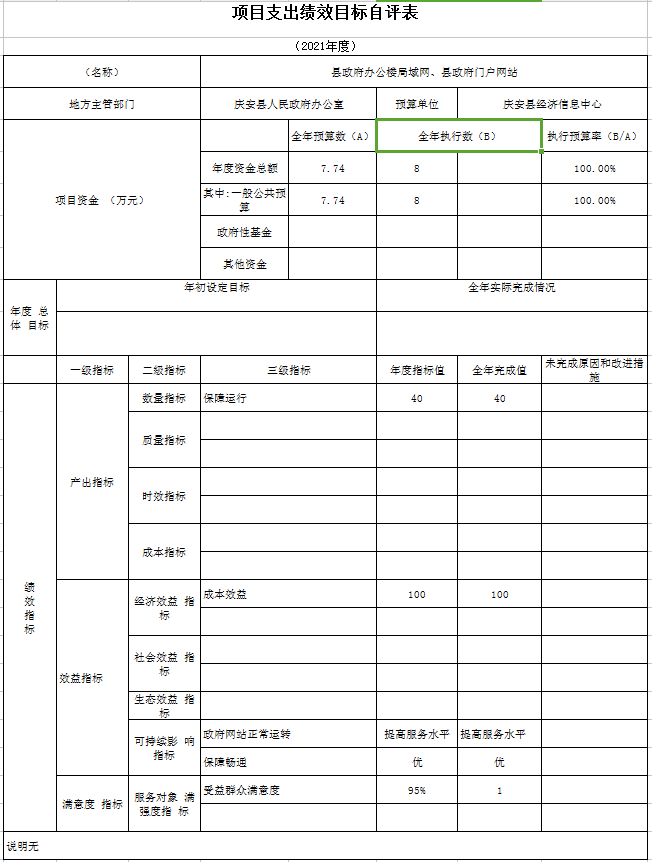 项目支出绩效目标自评表
（2021年度）
（名称） 县政府办公楼局域网、县政府门户网站
地方主管部门 庆安县人民政府办公室 预算单位 庆安县经济信息中心
项目资金 （万元） 全年预算数（A） 全年执行数（B） 执行预算率（B/A）
年度资金总额 7.74 8 100.00%
其中:一般公共预
算 7.74 8 100.00%
政府性基金
其他资金
年度 总
体 目标 年初设定目标 全年实际完成情况
一级指标 二级指标 三级指标 年度指标值 全年完成值 未完成原因和改进措
施
绩
效
指
标
产出指标 数量指标 保障运行 40 40
质量指标
时效指标
成本指标
效益指标 经济效益 指
标 成本效益 100 100
社会效益 指
标
生态效益 指
标
可持续影 响
指标 政府网站正常运转 提高服务水平 提高服务水平
保障畅通 优 优
满意度 指标 服务对象 满
强度指 标 受益群众满意度 95% 1
说明无